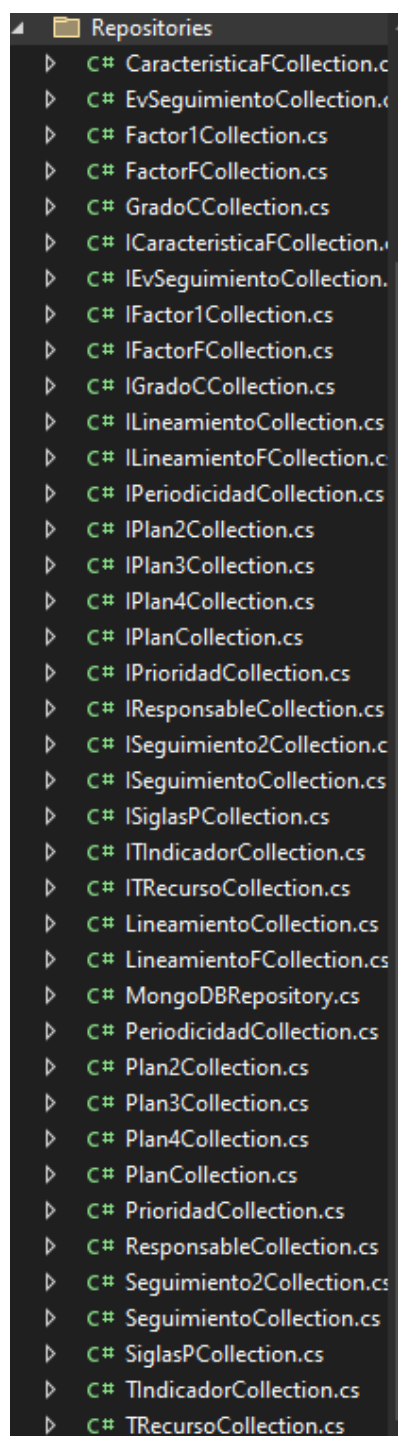 Repositories
C# CaracteristicaFCollection.c
C# EvSeguimientoCollection.c
C# Factor1Collection.cs
C# FactorFCollection.cs
C# GradoCCollection.cs
C# ICaracteristicaFCollection.
C# IEvSeguimientoCollection.
C# IFactor1Collection.cs
C# IFactorFCollection.cs
C# IGradoCCollection.cs
C# ILineamientoCollection.cs
C# ILineamientoFCollection.c
C# IPeriodicidadCollection.cs
C# IPlan2Collection.cs
C# IPlan3Collection.cs
C# IPlan4Collection.cs
C# IPlanCollection.cs
C# IPrioridadCollection.cs
C# IResponsableCollection.cs
C# ISeguimiento2Collection.c
C# ISeguimientoCollection.cs
C# ISiglasPCollection.cs
C# ITIndicadorCollection.cs
C# ITRecursoCollection.cs
C# LineamientoCollection.cs
C# LineamientoFCollection.cs
C# MongoDBRepository.cs
C# PeriodicidadCollection.cs
C# Plan2Collection.cs
C# Plan3Collection.cs
C# Plan4Collection.cs
C# PlanCollection.cs
C# PrioridadCollection.cs
C# ResponsableCollection.cs
C# Seguimiento2Collection.cs
C# SeguimientoCollection.cs
C# SiglasPCollection.cs
C# TIndicadorCollection.cs
C# TRecursoCollection.cs